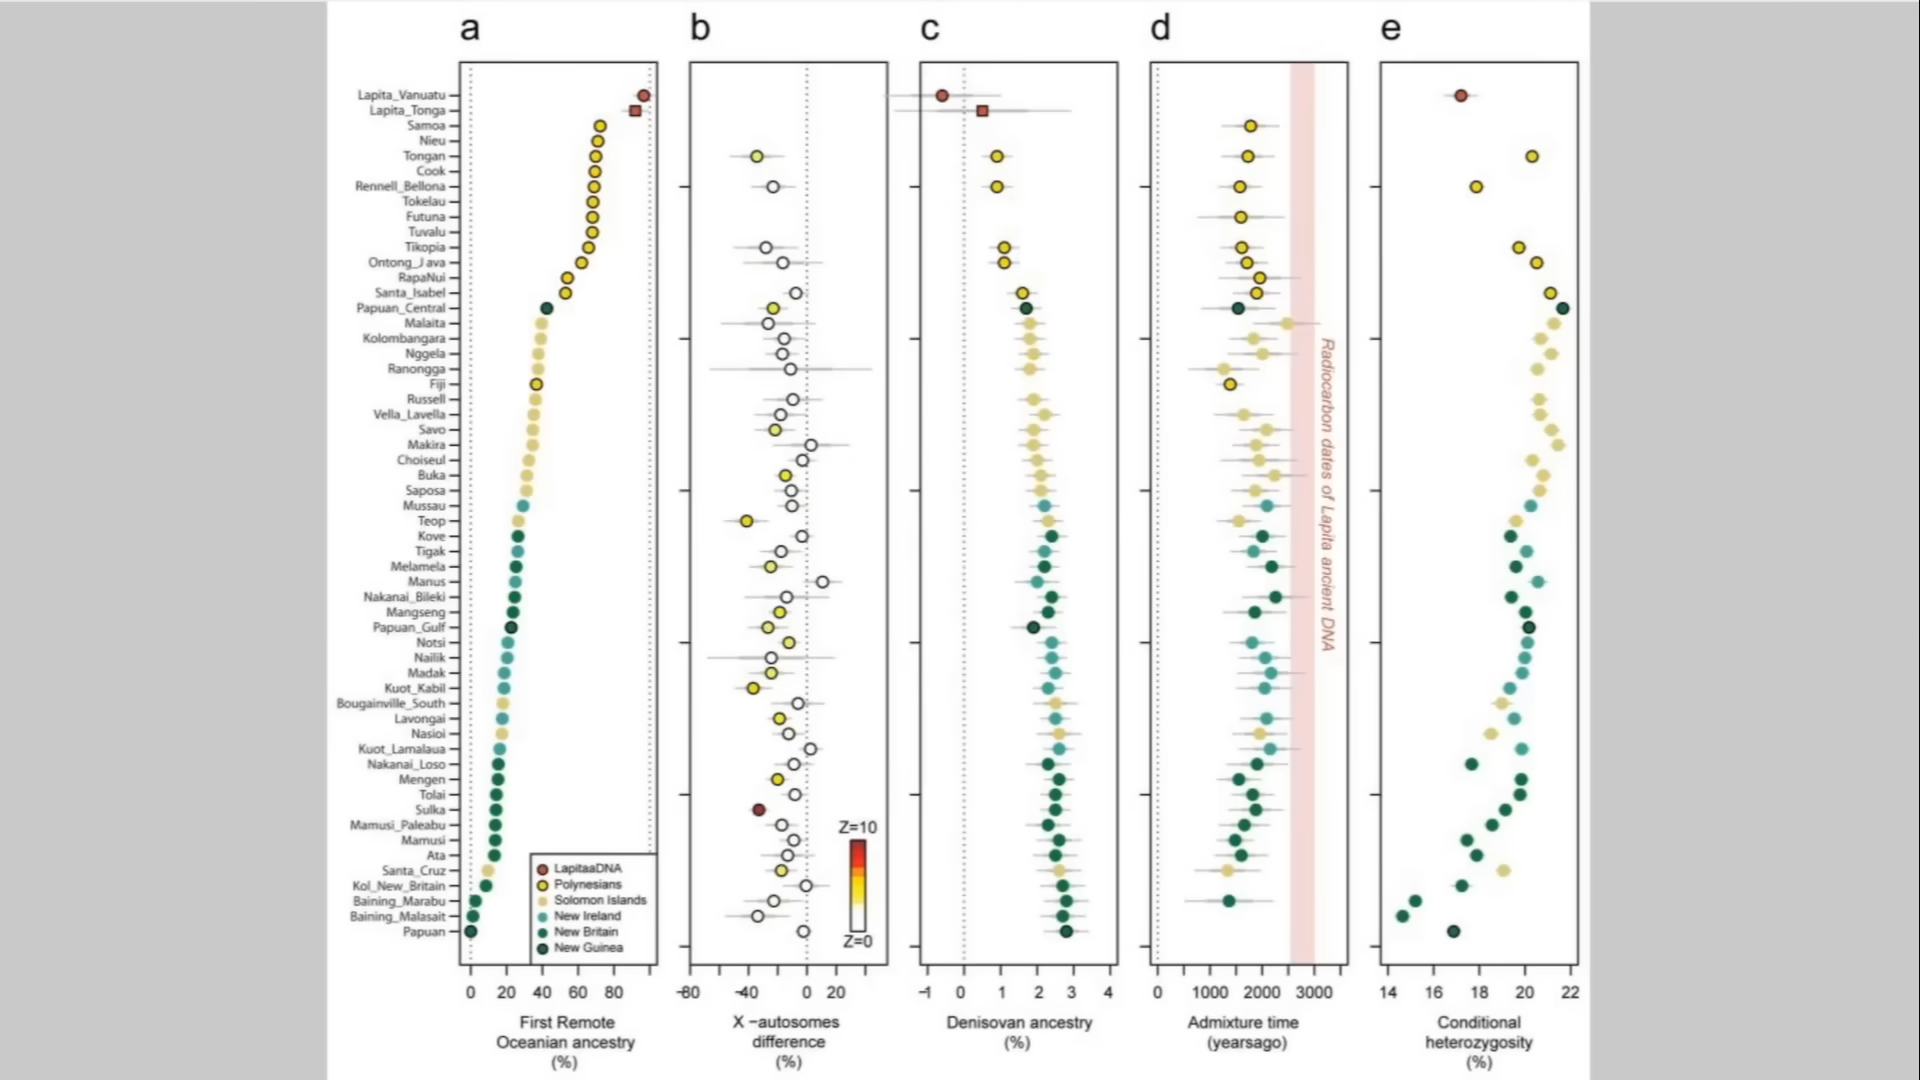 a b c d e
Lapita_Vanuatu
Lapita_Tonga
Samoa
Nieu
Tongan
Cook
Rennell_Bellona
Tokelau
Futuna
Tuvalu
Tikopia
Ontong_Java
RapaNui
Santa_Isabel
Papuan_Central
Malaita
Kolombangara
Nggela
Ranongga
Fiji
Russell
Vella_Lavella
Savo
Makira
Choiseul
Buka
Saposa
Mussau
Teop
Kove
Tigak
Melamela
Manus
Nakanai_Bileki
Mangseng
Papuan_Gulf
Notsi
Nailik
Madak
Kuot_Kabil
Bougainville_South
Lavongai
Nasioi
Kuot_Lamalaua
Nakanai_Loso
Mengen
Tolai
Sulka
Mamusi_Paleabu
Mamusi
Ata
Santa_Cruz
Kol_New_Britain
Baining_Marabu
Baining_Malasait
Papuan
LapitaaDNA
Polynesians
Solomon Islands
New Ireland
New Britain
New Guinea
Z=10
Z=0
Radiocarbon dates of Lapita ancient DNA
0 20 40 60 80
First Remote
Oceanian ancestry
(%)
-80 -40 0 20
X -autosomes
difference
(%)
-1 0 1 2 3 4
Denisovan ancestry
(%)
0 1000 2000 3000
Admixture time
(yearsago)
14 16 18 20 22
Conditional
heterozygosity
(%)